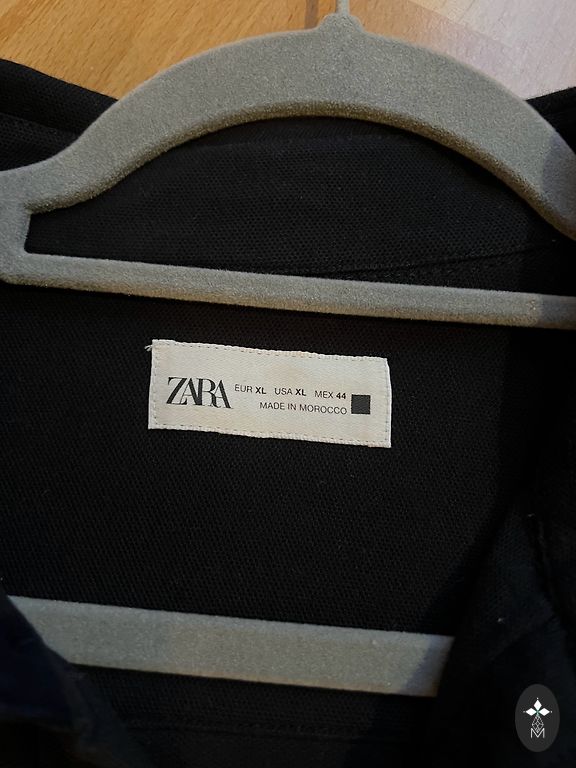 ZARA EUR XL USA XL MEX 44
MADE IN MOROCCO
M